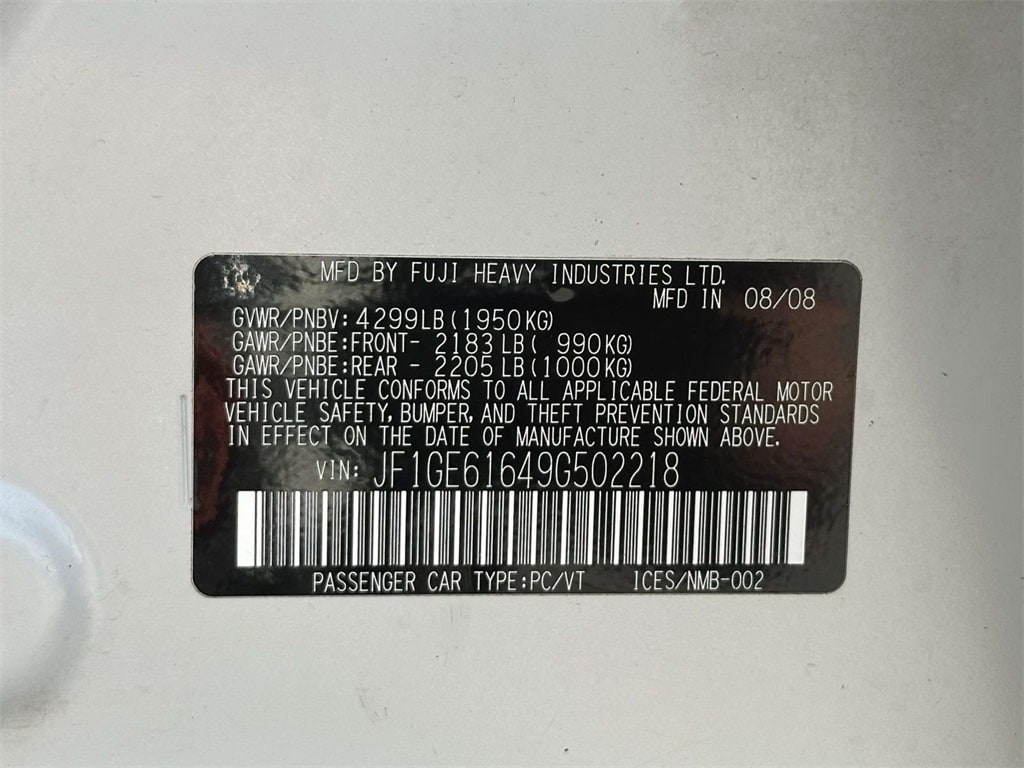 MFD BY FUJI HEAVY INDUSTRIES LTD.
MFD IN 08/08
GVWR/PNBV: 4299LB(1950KG)
GAWR/PNBE:FRONT- 2183LB( 990KG)
GAWR/PNBE:REAR - 2205LB(1000KG)
THIS VEHICLE CONFORMS TO ALL APPLICABLE FEDERAL MOTOR
VEHICLE SAFETY, BUMPER, AND THEFT PREVENTION STANDARDS
IN EFFECT ON THE DATE OF MANUFACTURE SHOWN ABOVE.
VIN: JF1GE61649G502218
PASSENGER CAR TYPE:PC/VT ICES/NMB-002